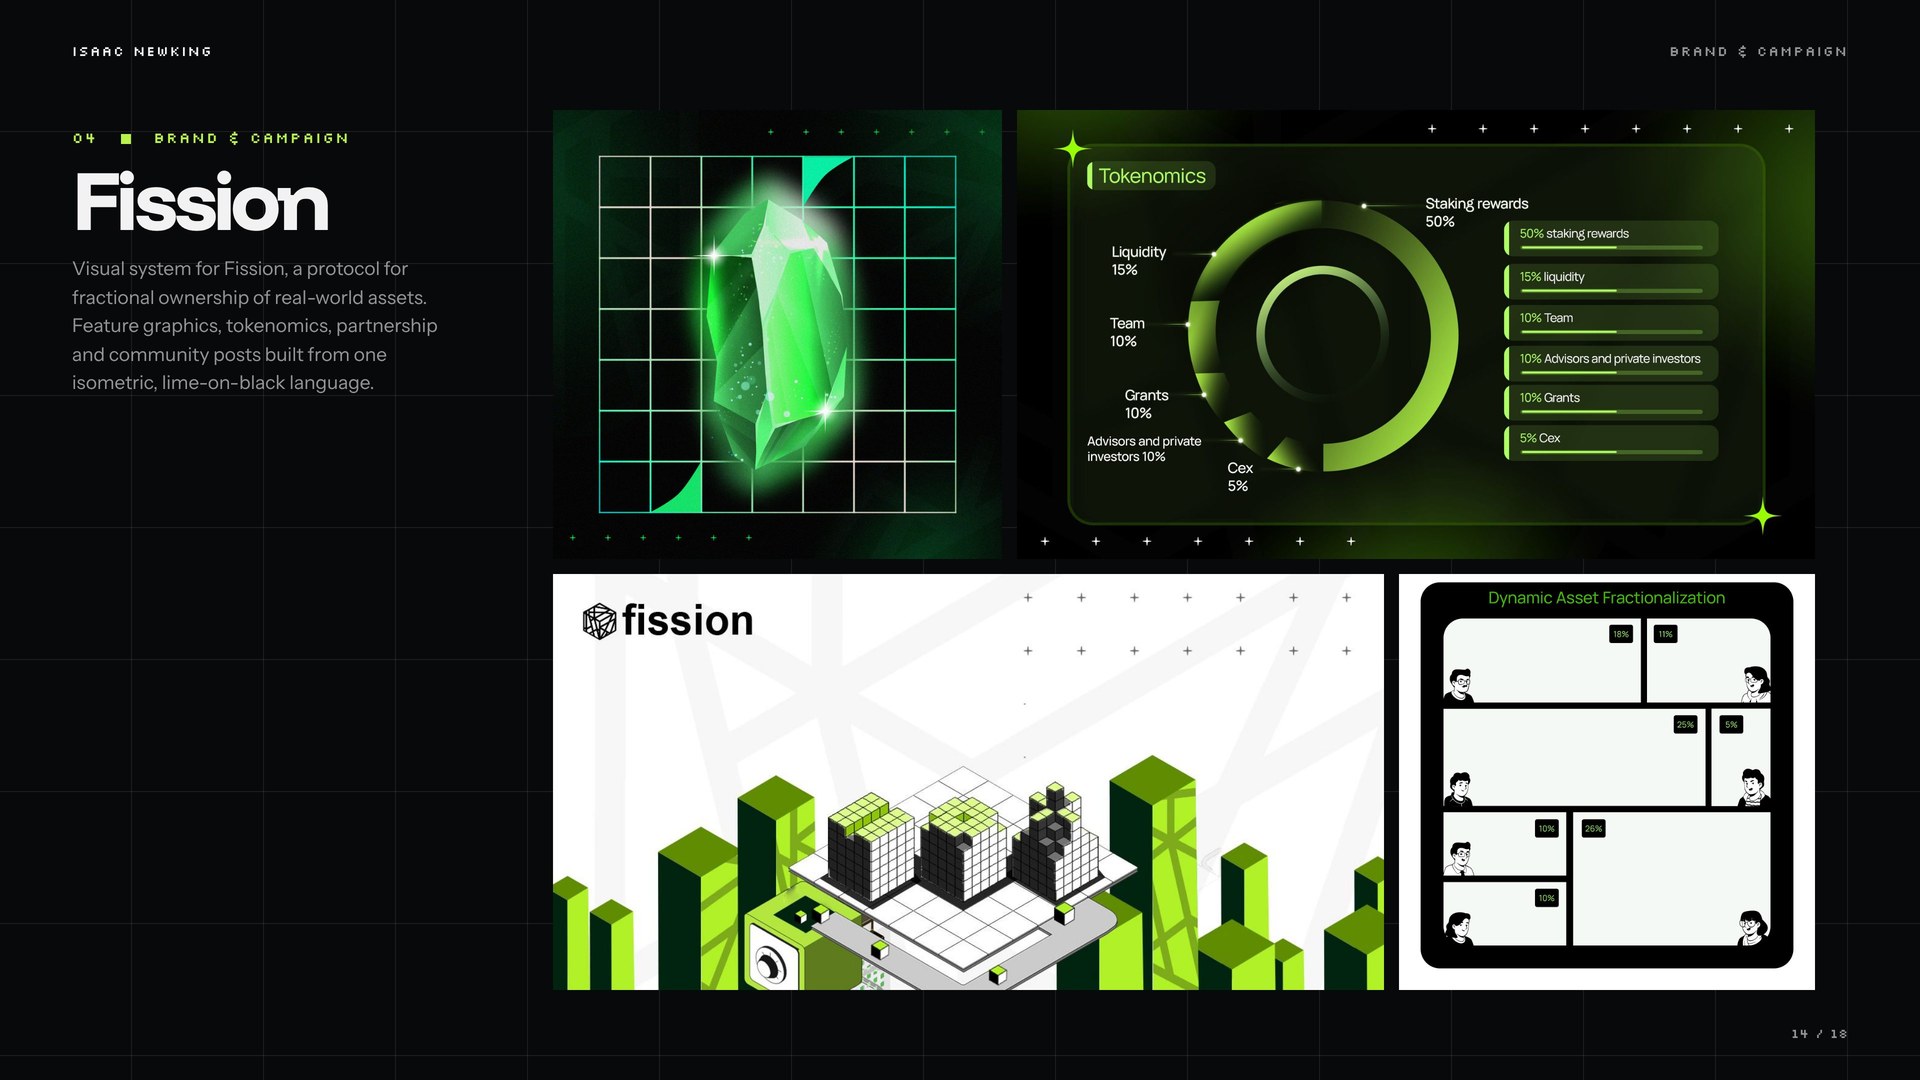 ISAAC NEWKING
BRAND & CAMPAIGN
04 BRAND & CAMPAIGN
Fission
Visual system for Fission, a protocol for
fractional ownership of real-world assets.
Feature graphics, tokenomics, partnership
and community posts built from one
isometric, lime-on-black language.
Tokenomics
Staking rewards
50%
Liquidity
15%
Team
10%
Grants
10%
Advisors and private
investors 10%
Cex
5%
50% staking rewards
15% liquidity
10% Team
10% Advisors and private investors
10% Grants
5% Cex
fission
Dynamic Asset Fractionalization
18%
11%
25%
5%
10%
26%
10%
14 / 18